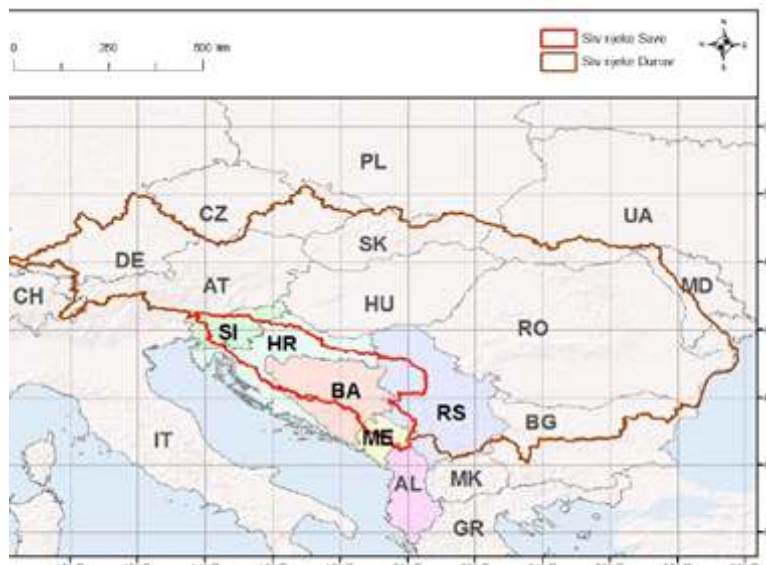 0 250 500 km
Sliv rijeke Save
Sliv rijeke Dunav
PL
CZ
UA
SK
DE
MD
AT
CH
HU
RO
SI
HR
BA
RS
BG
IT
ME
AL
MK
GR